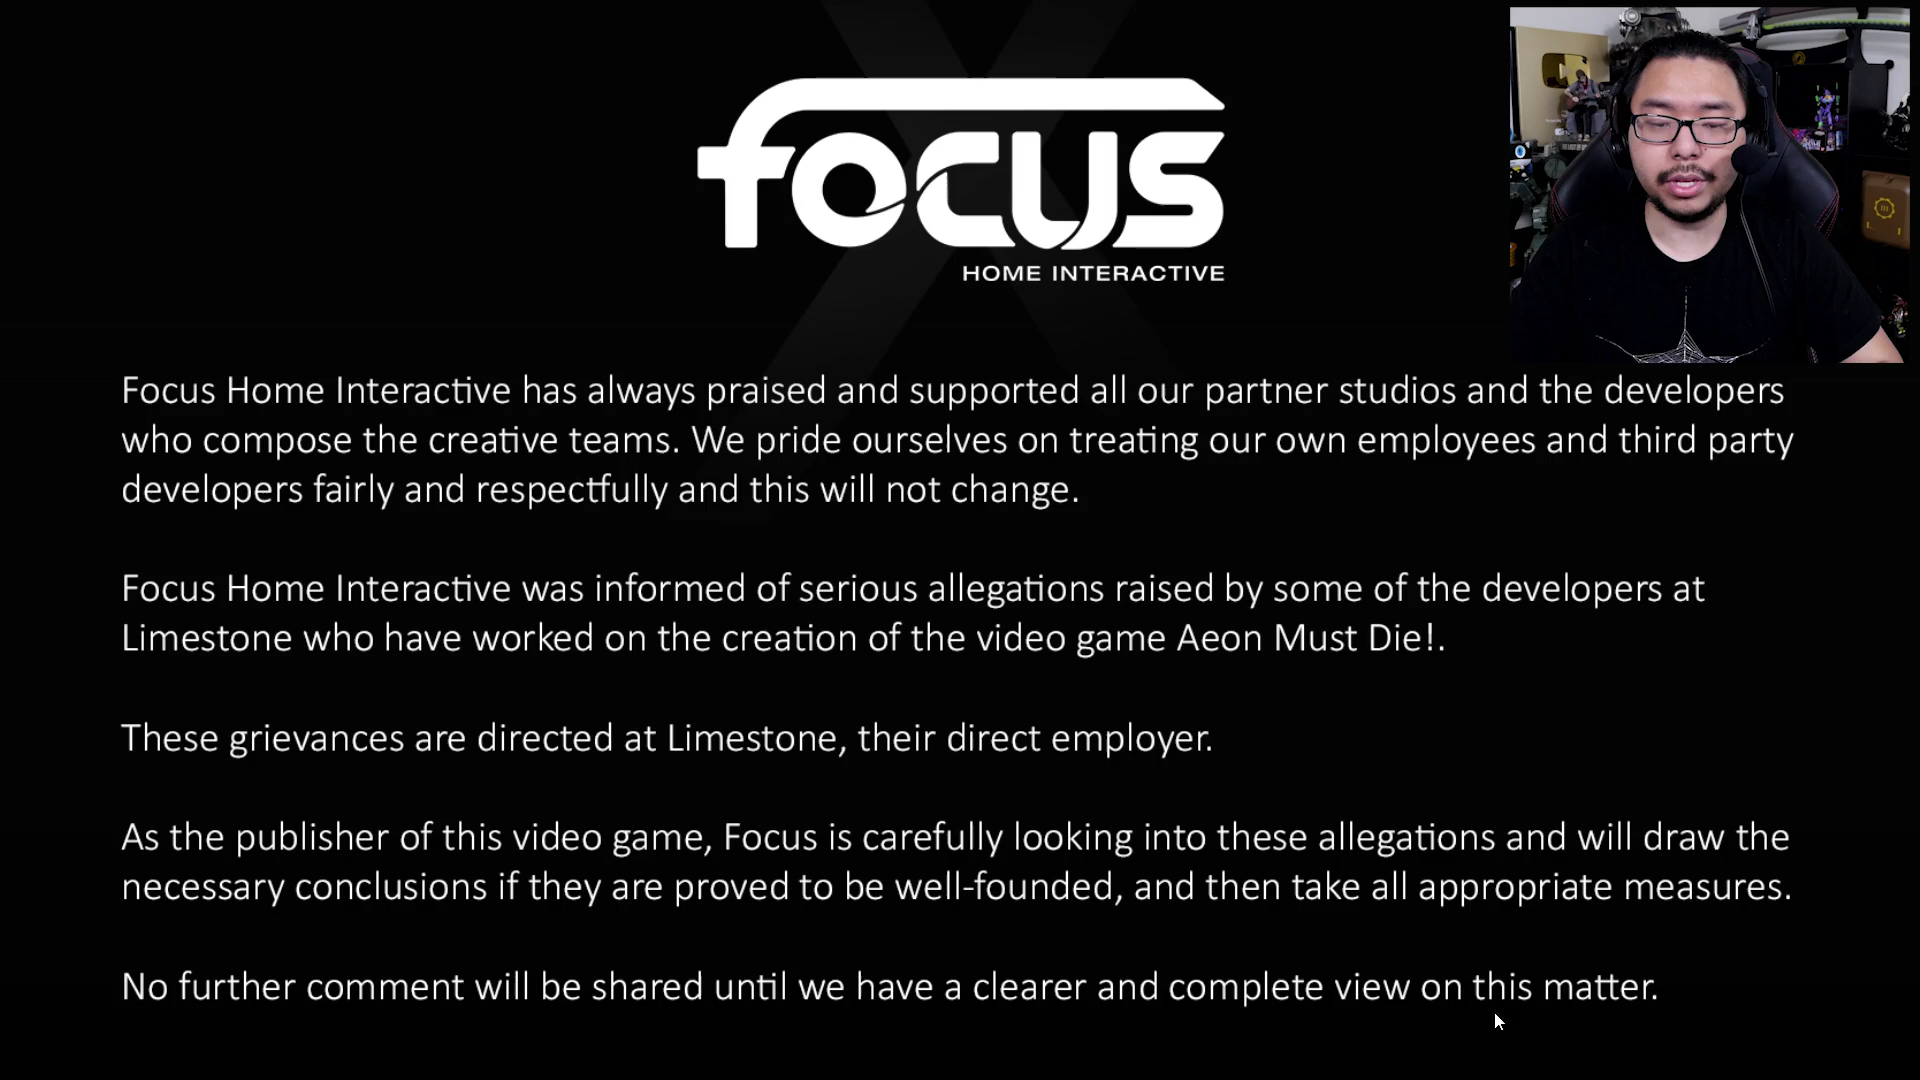 focus
HOME INTERACTIVE
Focus Home Interactive has always praised and supported all our partner studios and the developers
who compose the creative teams. We pride ourselves on treating our own employees and third party
developers fairly and respectfully and this will not change.
Focus Home Interactive was informed of serious allegations raised by some of the developers at
Limestone who have worked on the creation of the video game Aeon Must Die!.
These grievances are directed at Limestone, their direct employer.
As the publisher of this video game, Focus is carefully looking into these allegations and will draw the
necessary conclusions if they are proved to be well-founded, and then take all appropriate measures.
No further comment will be shared until we have a clearer and complete view on this matter.